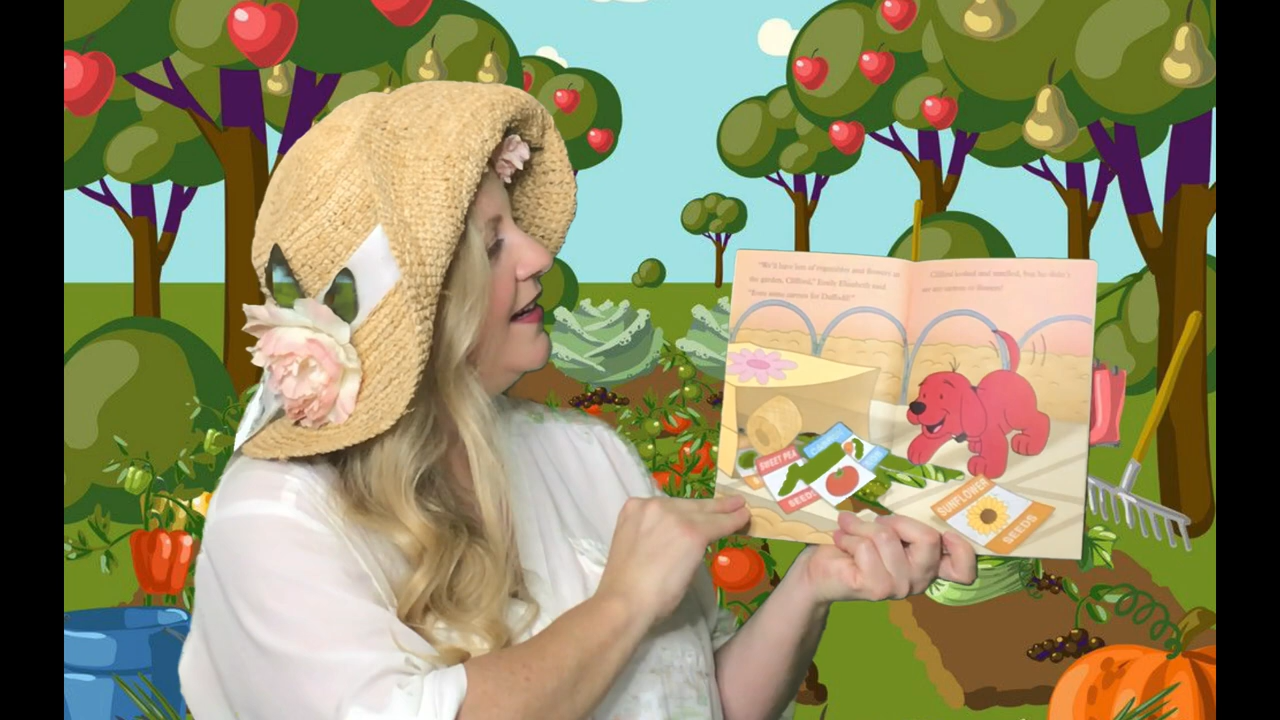 "We'll have lots of vegetables and flowers in
the garden, Clifford," Emily Elizabeth said.
"Even some carrots for Daffodil!"
Clifford looked and sniffed, but he didn't
see any carrots or flowers!
SWEET PEA
SEEDS
SUNFLOWER
SEEDS